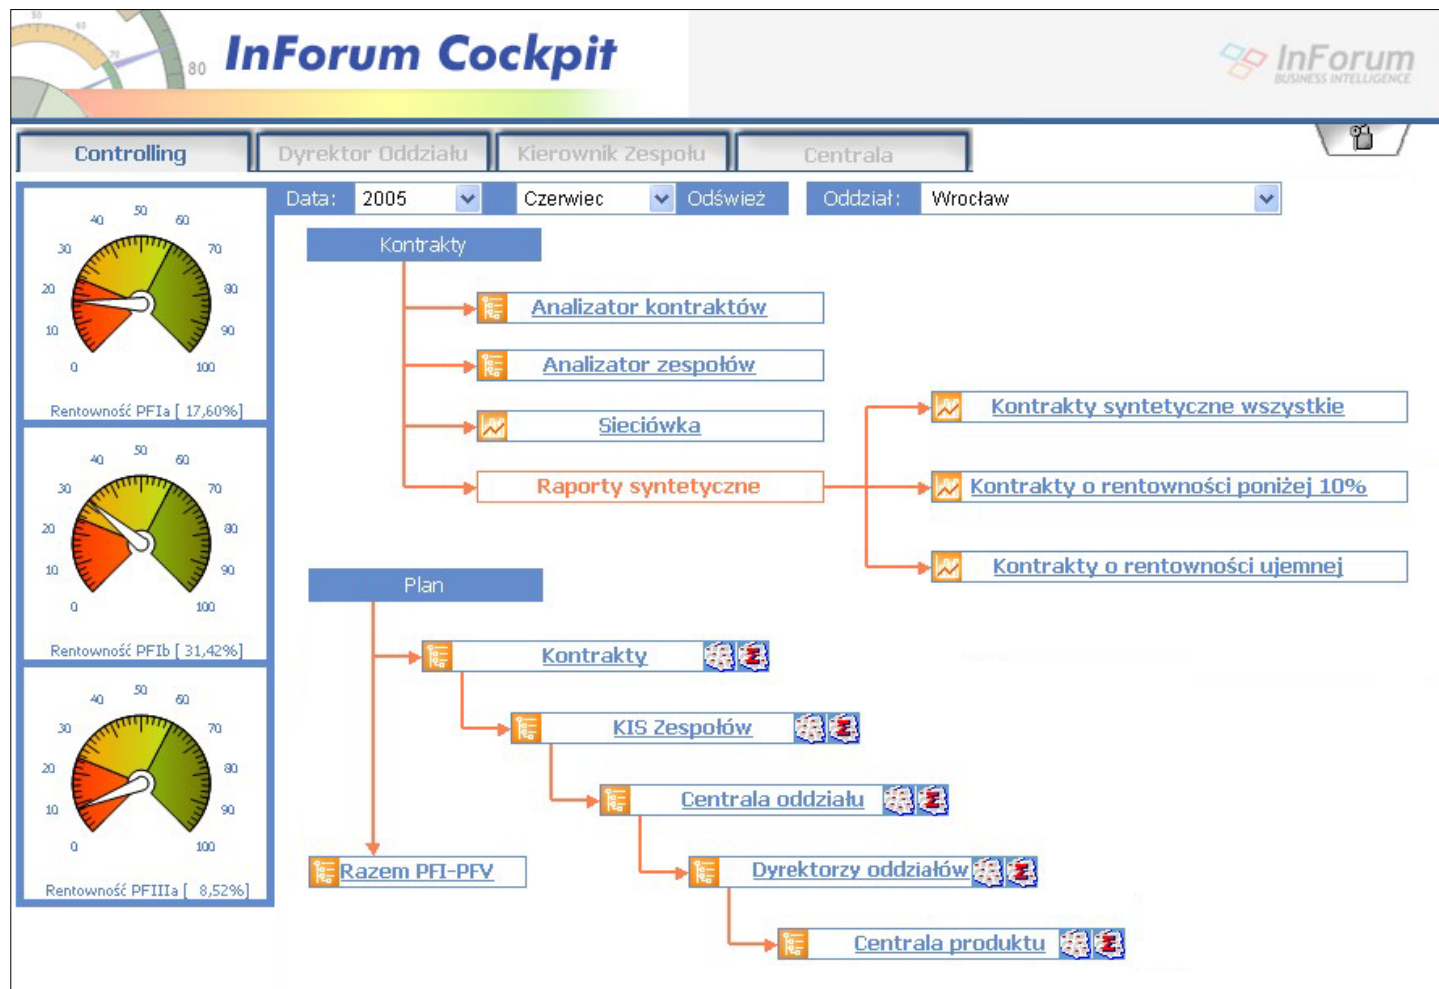 50
60
70
80
InForum Cockpit
InForum
BUSINESS INTELLIGENCE
Controlling
Dyrektor Oddziału
Kierownik Zespołu
Centrala
Data:
2005
Czerwiec
Odśwież
Oddział:
Wrocław
0
10
20
30
40
50
60
70
80
90
100
Rentowność PFIa [ 17,60%]
0
10
20
30
40
50
60
70
80
90
100
Rentowność PFIb [ 31,42%]
0
10
20
30
40
50
60
70
80
90
100
Rentowność PFIIIa [ 8,52%]
Kontrakty
Analizator kontraktów
Analizator zespołów
Sieciówka
Raporty syntetyczne
Kontrakty syntetyczne wszystkie
Kontrakty o rentowności poniżej 10%
Kontrakty o rentowności ujemnej
Plan
Kontrakty
KIS Zespołów
Centrala oddziału
Dyrektorzy oddziałów
Centrala produktu
Razem PFI-PFV